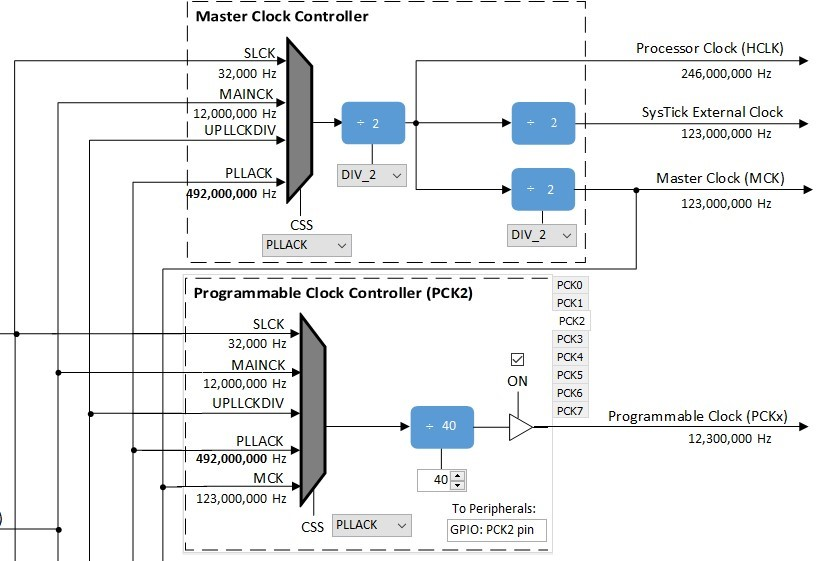 Master Clock Controller
SLCK
32,000 Hz
MAINCK
12,000,000 Hz
UPLLCKDIV
PLLACK
492,000,000 Hz
CSS
PLLACK
÷ 2
DIV_2
÷ 2
÷ 2
DIV_2
Processor Clock (HCLK)
246,000,000 Hz
SysTick External Clock
123,000,000 Hz
Master Clock (MCK)
123,000,000 Hz
Programmable Clock Controller (PCK2)
SLCK
32,000 Hz
MAINCK
12,000,000 Hz
UPLLCKDIV
PLLACK
492,000,000 Hz
MCK
123,000,000 Hz
CSS
PLLACK
÷ 40
40
ON
PCK0
PCK1
PCK2
PCK3
PCK4
PCK5
PCK6
PCK7
Programmable Clock (PCKx)
12,300,000 Hz
To Peripherals:
GPIO: PCK2 pin
)